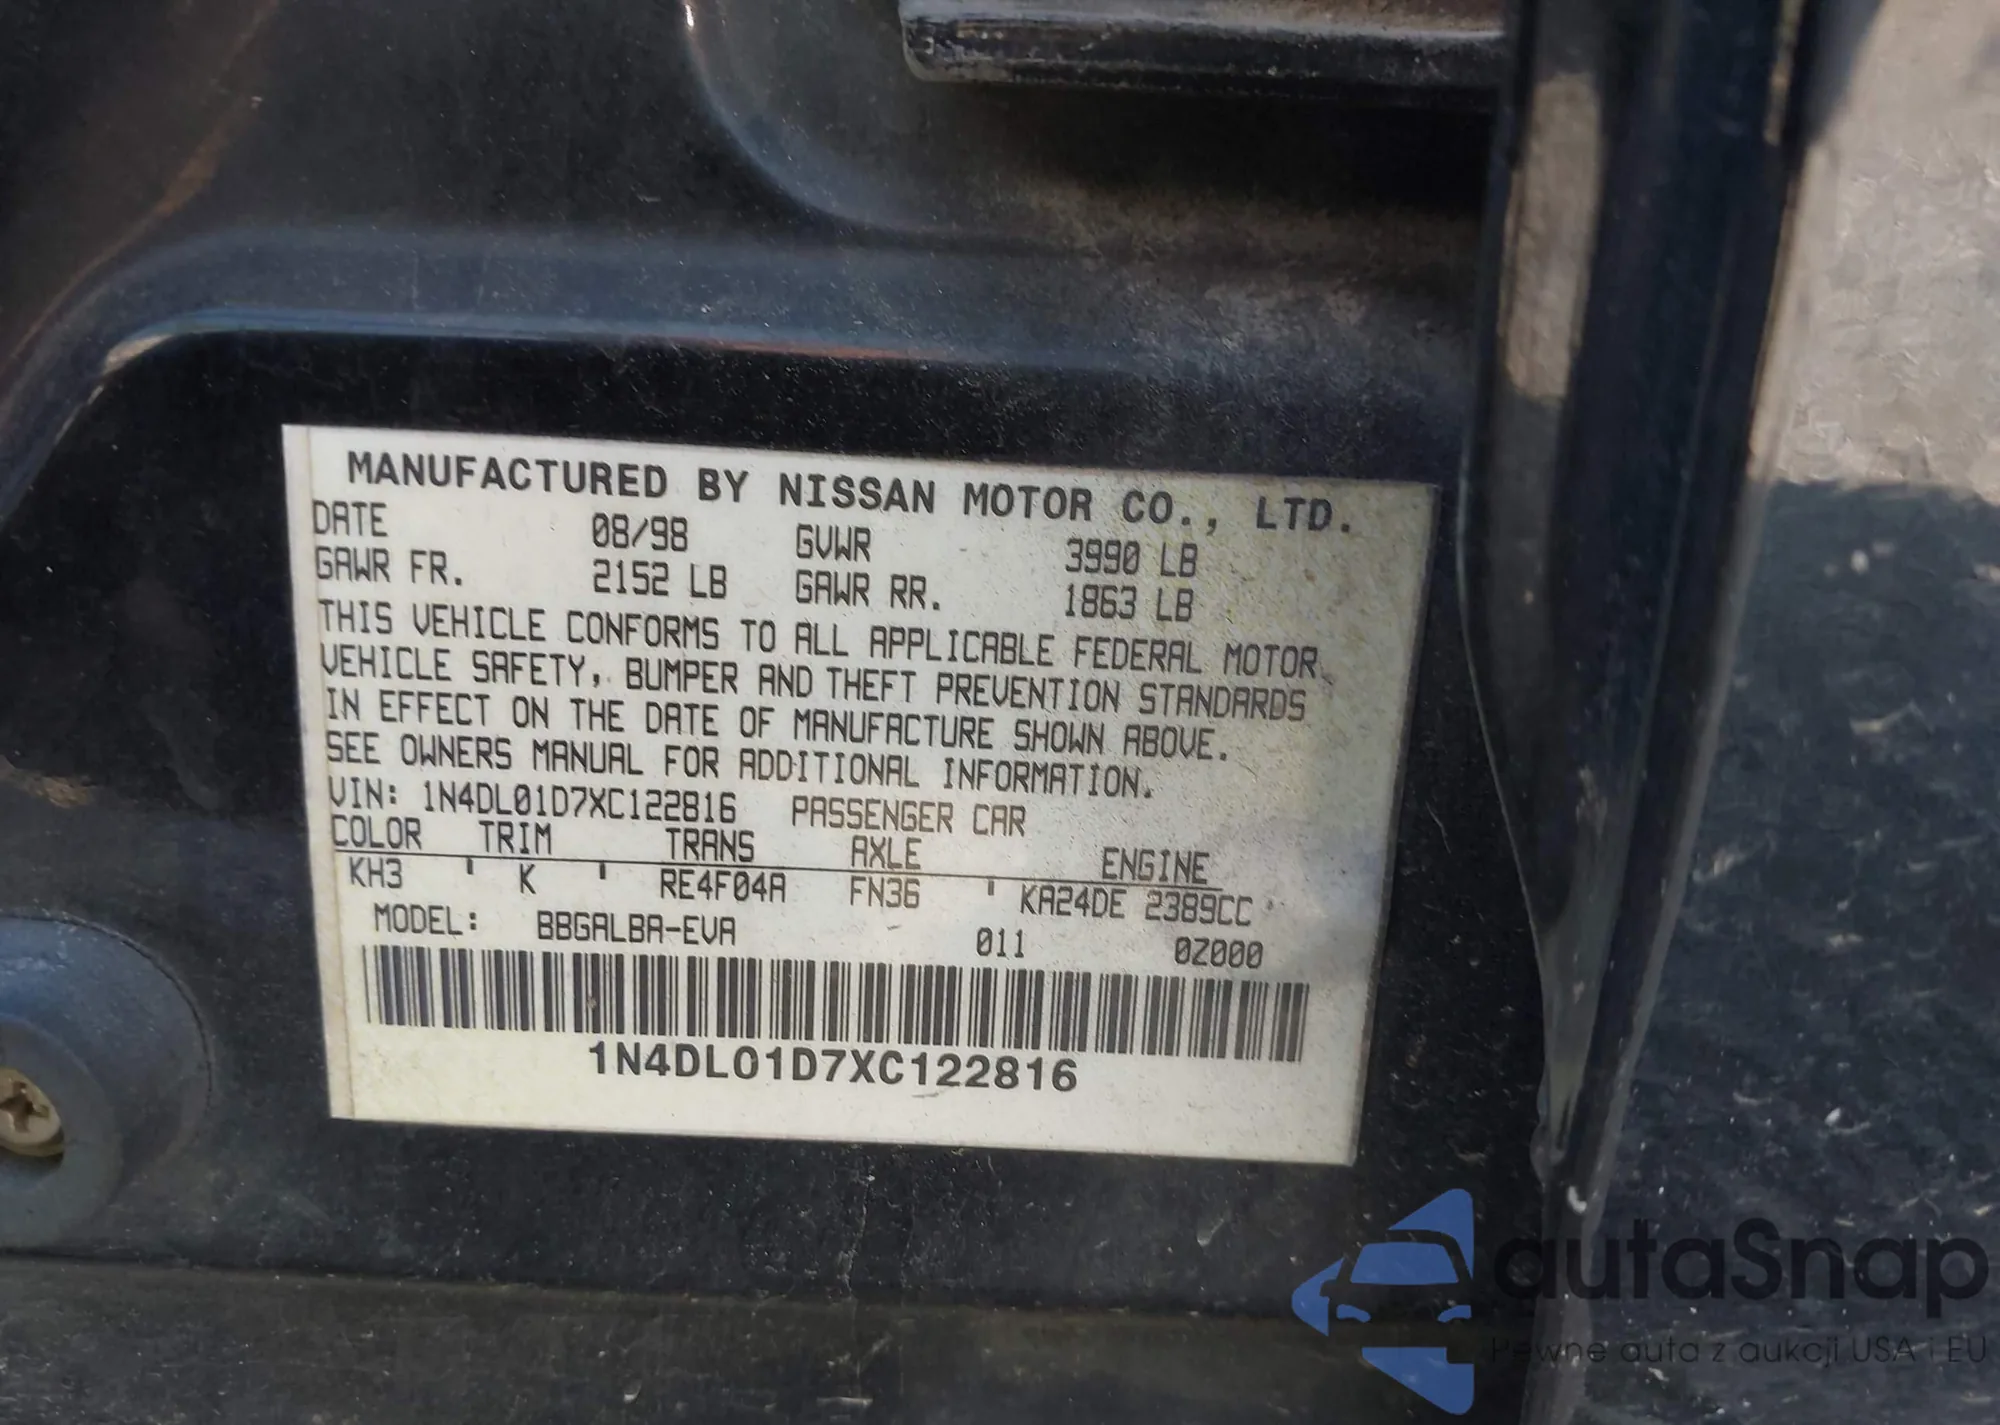 MANUFACTURED BY NISSAN MOTOR CO., LTD.
DATE 08/98 GVWR 3990 LB
GAWR FR. 2152 LB GAWR RR. 1863 LB
THIS VEHICLE CONFORMS TO ALL APPLICABLE FEDERAL MOTOR
VEHICLE SAFETY, BUMPER AND THEFT PREVENTION STANDARDS
IN EFFECT ON THE DATE OF MANUFACTURE SHOWN ABOVE.
SEE OWNERS MANUAL FOR ADDITIONAL INFORMATION.
VIN: 1N4DL01D7XC122816 PASSENGER CAR
COLOR TRIM TRANS AXLE ENGINE
KH3 ' K ' RE4F04A FN36 ' KA24DE 2389CC
MODEL: BBGALBA-EVA 011 0Z000
1N4DL01D7XC122816
autaSnap
Pewne auta z aukcji USA i EU